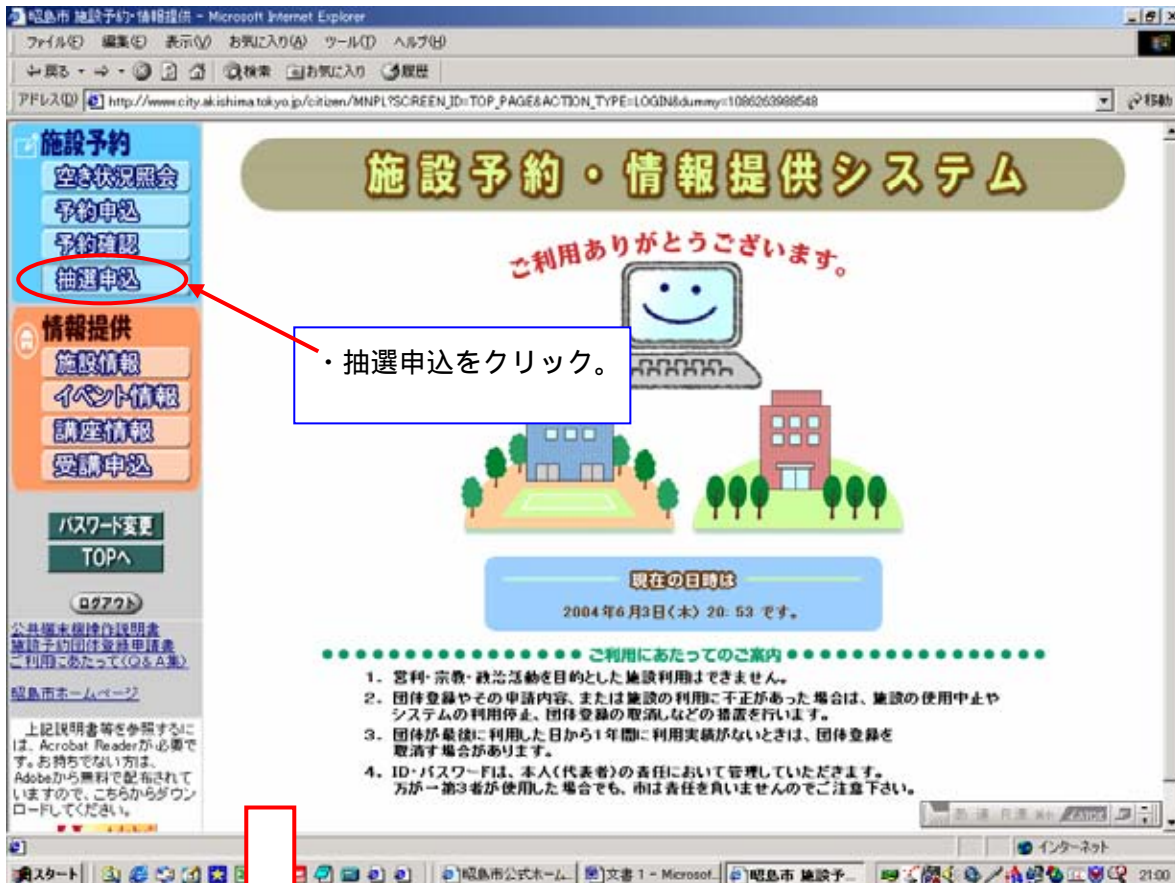 昭島市 施設予約・情報提供 - Microsoft Internet Explorer
ファイル(F) 編集(E) 表示(V) お気に入り(A) ツール(T) ヘルプ(H)
戻る 検索 お気に入り 履歴
アドレス(D) http://www.city.akishima.tokyo.jp/citizen/MNPL?SCREEN_ID=TOP_PAGE&ACTION_TYPE=LOGIN&dummy=1086263988548 移動
施設予約
空き状況照会
予約申込
予約確認
抽選申込
情報提供
施設情報
イベント情報
講座情報
受講申込
パスワード変更
TOPへ
ログアウト
公共端末機操作説明書
施設予約団体登録申請書
ご利用にあたって(Q&A集)
昭島市ホームページ
上記説明書等を参照するに
は、Acrobat Readerが必要で
す。お持ちでない方は、
Adobeから無料で配布されて
いますので、こちらからダウン
ロードしてください。
施設予約・情報提供システム
ご利用ありがとうございます。
・抽選申込をクリック。
現在の日時は
2004年6月3日(木) 20:53 です。
ご利用にあたってのご案内
1. 営利・宗教・政治活動を目的とした施設利用はできません。
2. 団体登録やその申請内容、または施設の利用に不正があった場合は、施設の使用中止や
システムの利用停止、団体登録の取消しなどの措置を行います。
3. 団体が最後に利用した日から1年間に利用実績がないときは、団体登録を
取消す場合があります。
4. ID・パスワードは、本人(代表者)の責任において管理していただきます。
万が一第3者が使用した場合でも、市は責任を負いませんのでご注意下さい。
インターネット
スタート 昭島市公式ホーム... 文書 1 - Microsof... 昭島市 施設予... 21:00